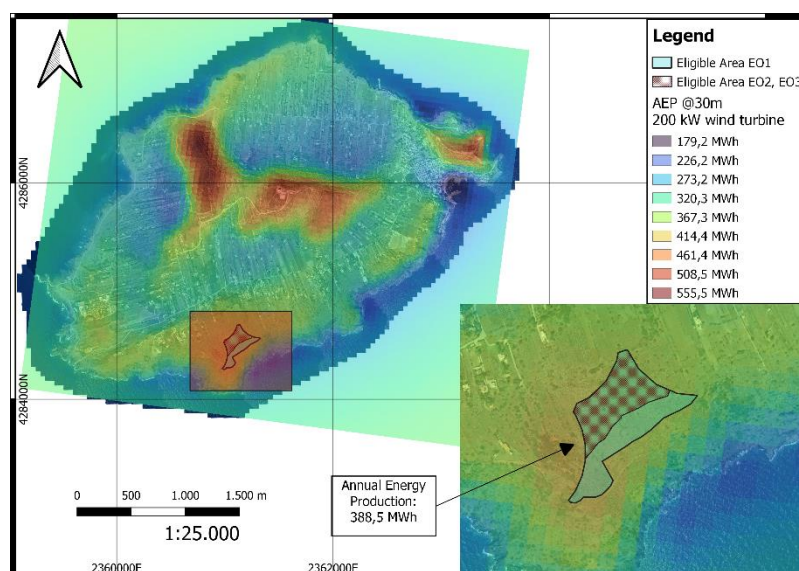 Legend
Eligible Area EO1
Eligible Area EO2, EO3
AEP @30m
200 kW wind turbine
179,2 MWh
226,2 MWh
273,2 MWh
320,3 MWh
367,3 MWh
414,4 MWh
461,4 MWh
508,5 MWh
555,5 MWh
4286000N
4284000N
Annual Energy
Production:
388,5 MWh
0 500 1.000 1.500 m
1:25.000
2360000E 2362000E